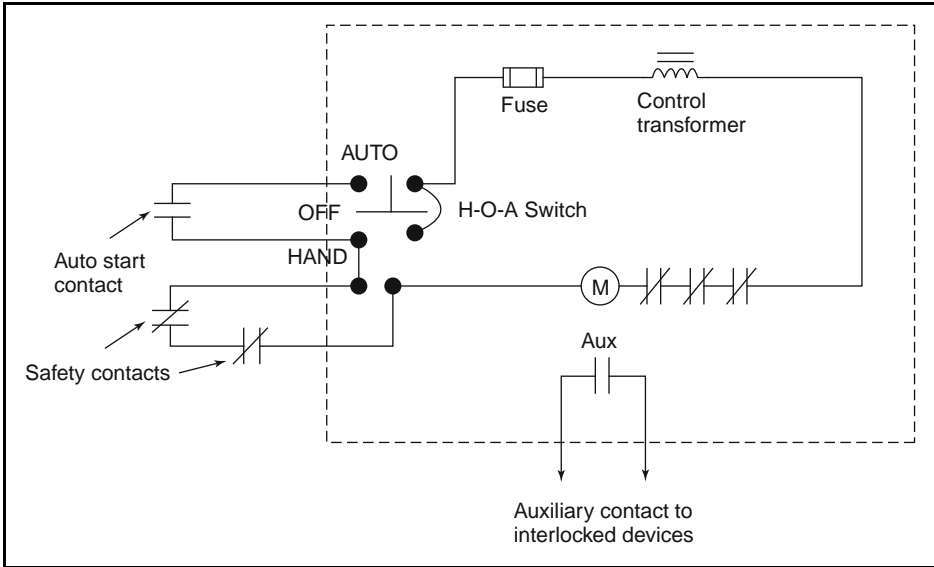 Fuse
Control
transformer
AUTO
OFF
H-O-A Switch
HAND
Auto start
contact
M
Safety contacts
Aux
Auxiliary contact to
interlocked devices